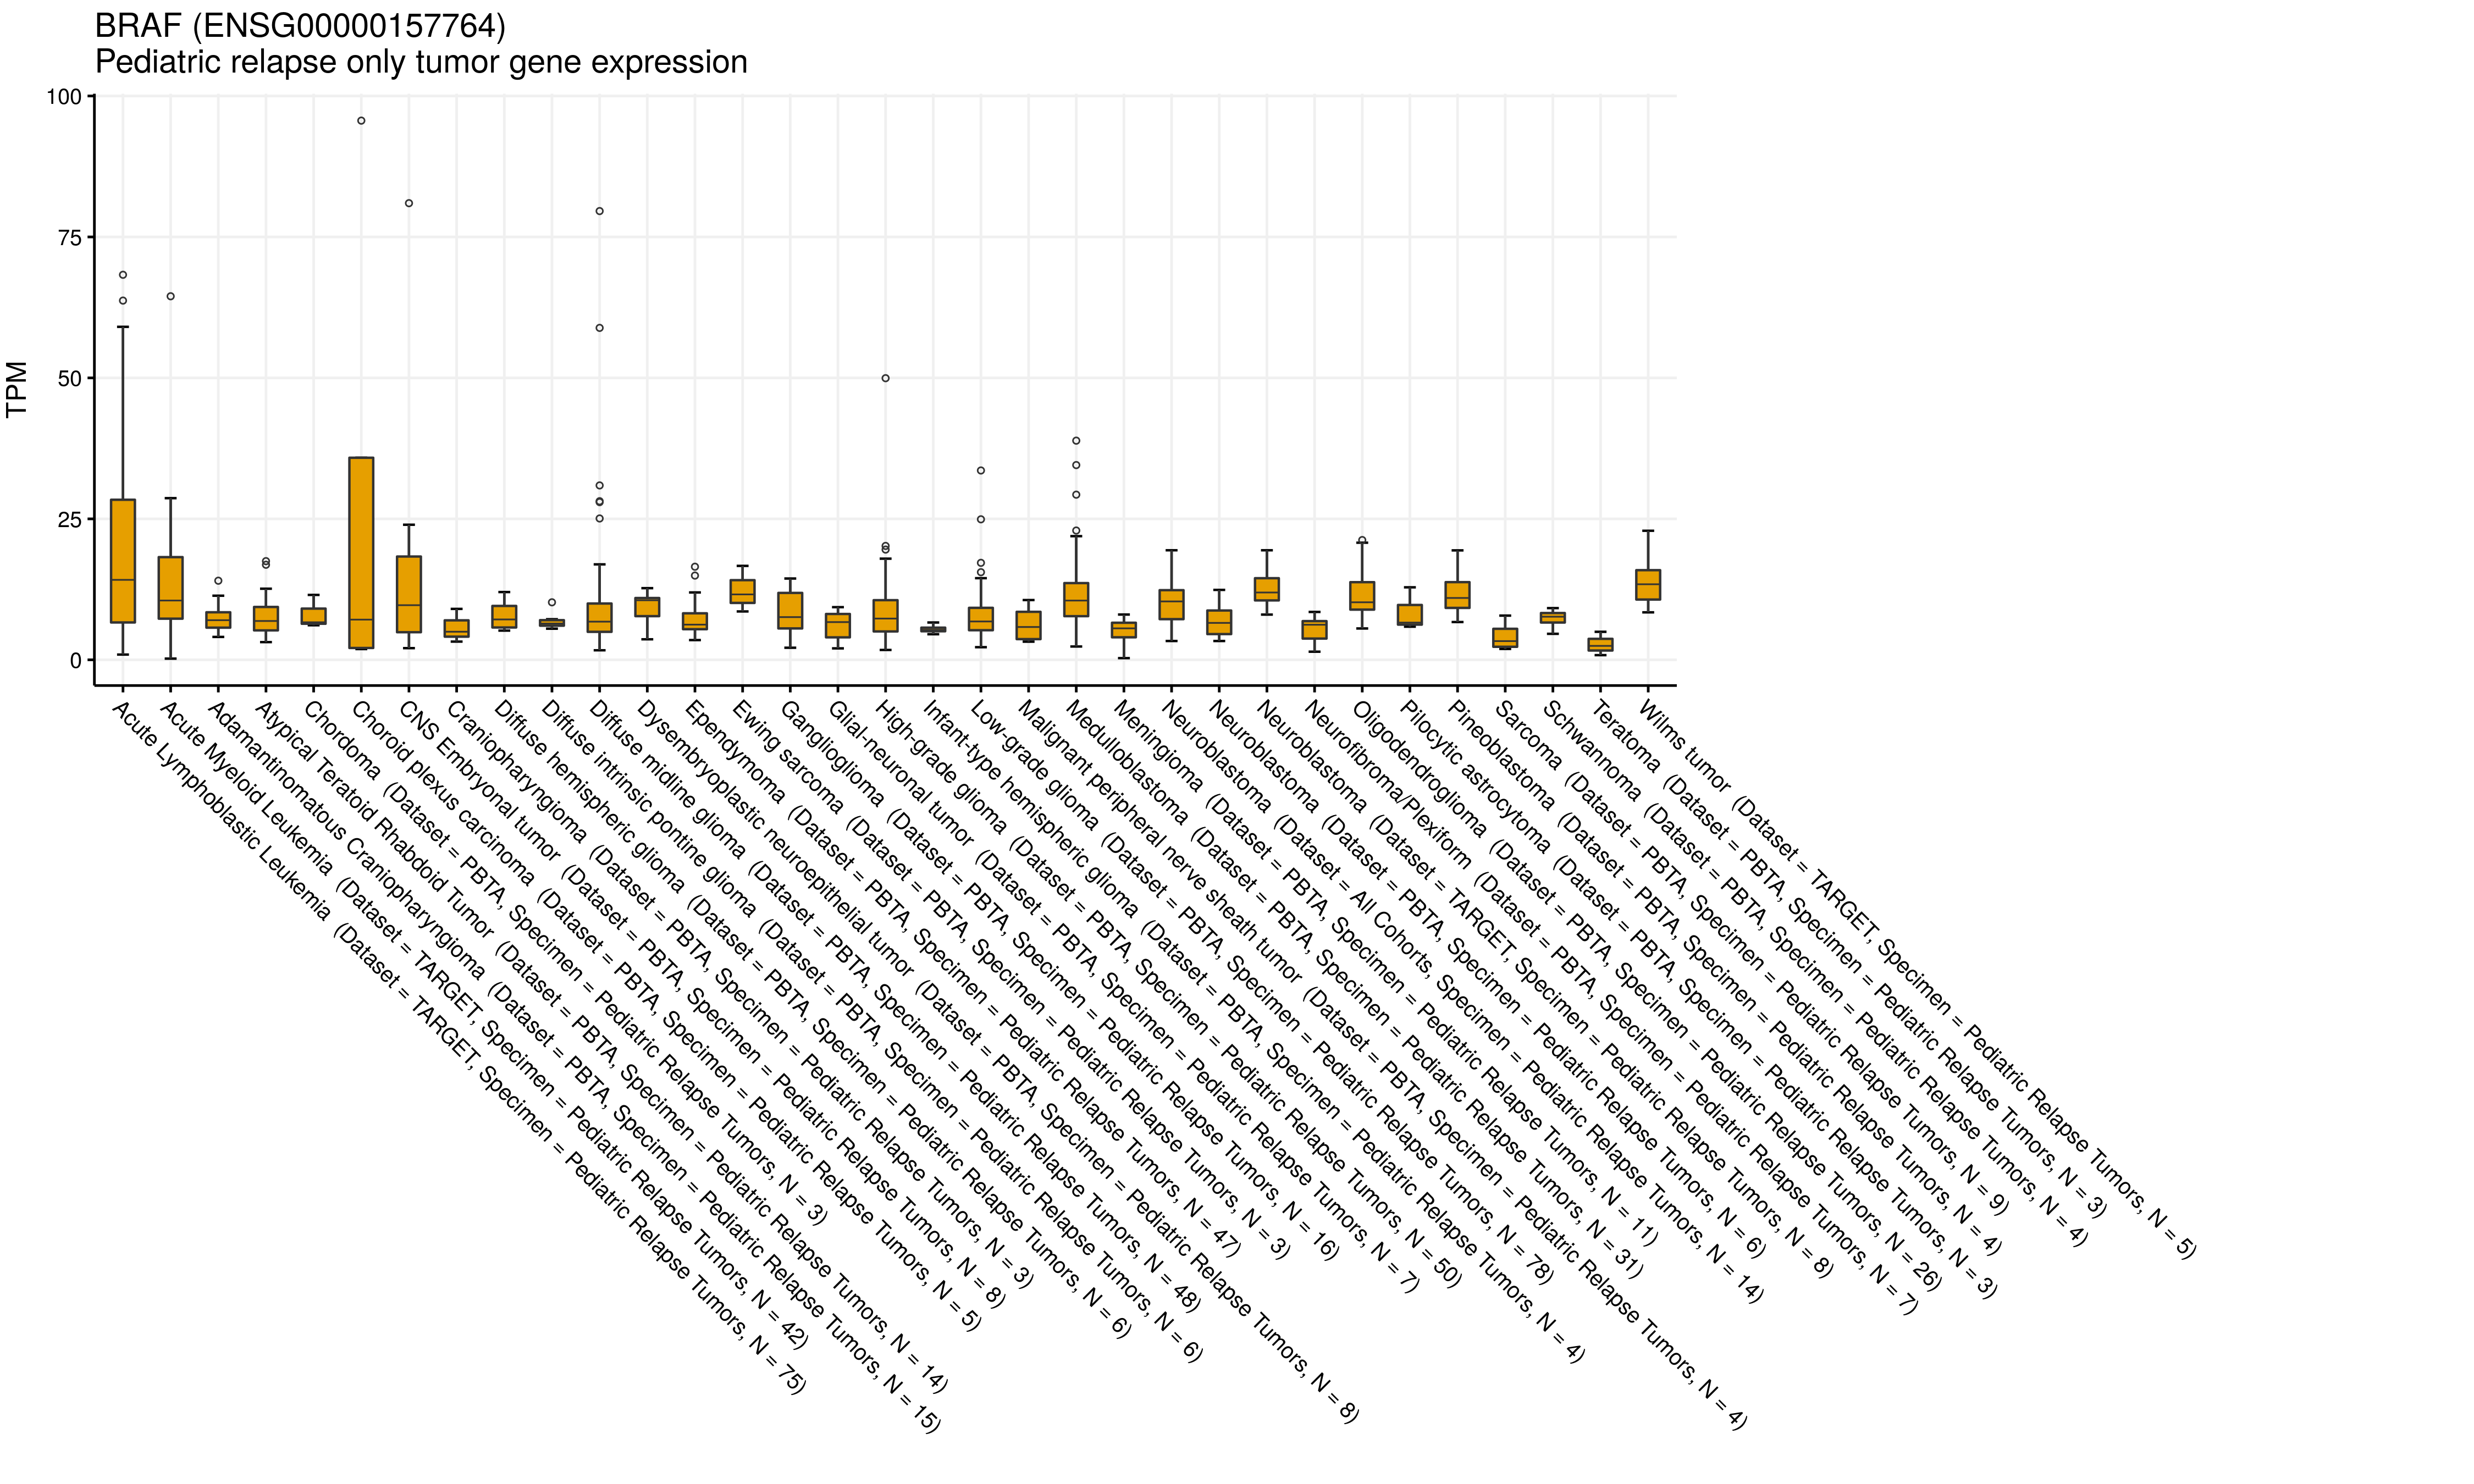 BRAF (ENSG00000157764)
Pediatric relapse only tumor gene expression
TPM
100
75
50
25
0
Acute Lymphoblastic Leukemia (Dataset = TARGET, Specimen = Pediatric Relapse Tumors, N = 75)
Acute Myeloid Leukemia (Dataset = TARGET, Specimen = Pediatric Relapse Tumors, N = 42)
Adamantinomatous Craniopharyngioma (Dataset = PBTA, Specimen = Pediatric Relapse Tumors, N = 15)
Atypical Teratoid Rhabdoid Tumor (Dataset = PBTA, Specimen = Pediatric Relapse Tumors, N = 14)
Chordoma (Dataset = PBTA, Specimen = Pediatric Relapse Tumors, N = 3)
Choroid plexus carcinoma (Dataset = PBTA, Specimen = Pediatric Relapse Tumors, N = 5)
CNS Embryonal tumor (Dataset = PBTA, Specimen = Pediatric Relapse Tumors, N = 8)
Craniopharyngioma (Dataset = PBTA, Specimen = Pediatric Relapse Tumors, N = 3)
Diffuse hemispheric glioma (Dataset = PBTA, Specimen = Pediatric Relapse Tumors, N = 6)
Diffuse intrinsic pontine glioma (Dataset = PBTA, Specimen = Pediatric Relapse Tumors, N = 6)
Diffuse midline glioma (Dataset = PBTA, Specimen = Pediatric Relapse Tumors, N = 48)
Dysembryoplastic neuroepithelial tumor (Dataset = PBTA, Specimen = Pediatric Relapse Tumors, N = 8)
Ependymoma (Dataset = PBTA, Specimen = Pediatric Relapse Tumors, N = 47)
Ewing sarcoma (Dataset = PBTA, Specimen = Pediatric Relapse Tumors, N = 3)
Ganglioglioma (Dataset = PBTA, Specimen = Pediatric Relapse Tumors, N = 16)
Glial-neuronal tumor (Dataset = PBTA, Specimen = Pediatric Relapse Tumors, N = 7)
High-grade glioma (Dataset = PBTA, Specimen = Pediatric Relapse Tumors, N = 50)
Infant-type hemispheric glioma (Dataset = PBTA, Specimen = Pediatric Relapse Tumors, N = 4)
Low-grade glioma (Dataset = PBTA, Specimen = Pediatric Relapse Tumors, N = 78)
Malignant peripheral nerve sheath tumor (Dataset = PBTA, Specimen = Pediatric Relapse Tumors, N = 4)
Medulloblastoma (Dataset = PBTA, Specimen = Pediatric Relapse Tumors, N = 31)
Meningioma (Dataset = PBTA, Specimen = Pediatric Relapse Tumors, N = 11)
Neuroblastoma (Dataset = All Cohorts, Specimen = Pediatric Relapse Tumors, N = 14)
Neuroblastoma (Dataset = PBTA, Specimen = Pediatric Relapse Tumors, N = 6)
Neuroblastoma (Dataset = TARGET, Specimen = Pediatric Relapse Tumors, N = 8)
Neurofibroma/Plexiform (Dataset = PBTA, Specimen = Pediatric Relapse Tumors, N = 7)
Oligodendroglioma (Dataset = PBTA, Specimen = Pediatric Relapse Tumors, N = 26)
Pilocytic astrocytoma (Dataset = PBTA, Specimen = Pediatric Relapse Tumors, N = 3)
Pineoblastoma (Dataset = PBTA, Specimen = Pediatric Relapse Tumors, N = 4)
Sarcoma (Dataset = PBTA, Specimen = Pediatric Relapse Tumors, N = 9)
Schwannoma (Dataset = PBTA, Specimen = Pediatric Relapse Tumors, N = 4)
Teratoma (Dataset = PBTA, Specimen = Pediatric Relapse Tumors, N = 3)
Wilms tumor (Dataset = TARGET, Specimen = Pediatric Relapse Tumors, N = 5)